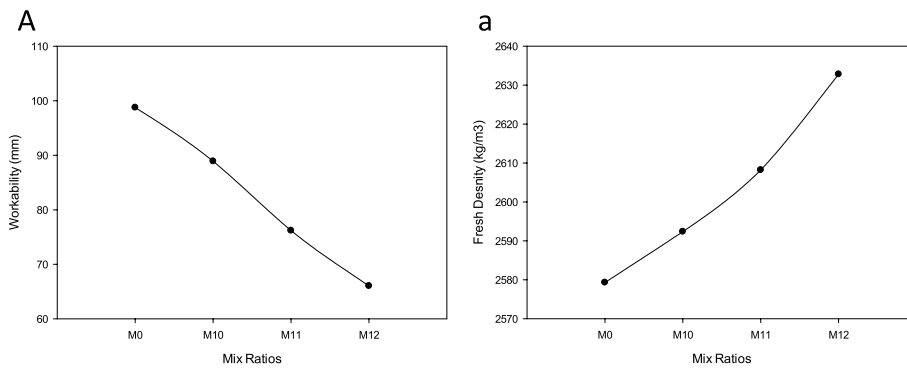 A
110
100
90
80
70
60
Workability (mm)
M0 M10 M11 M12
Mix Ratios
a
2640
2630
2620
2610
2600
2590
2580
2570
Fresh Desnity (kg/m3)
M0 M10 M11 M12
Mix Ratios